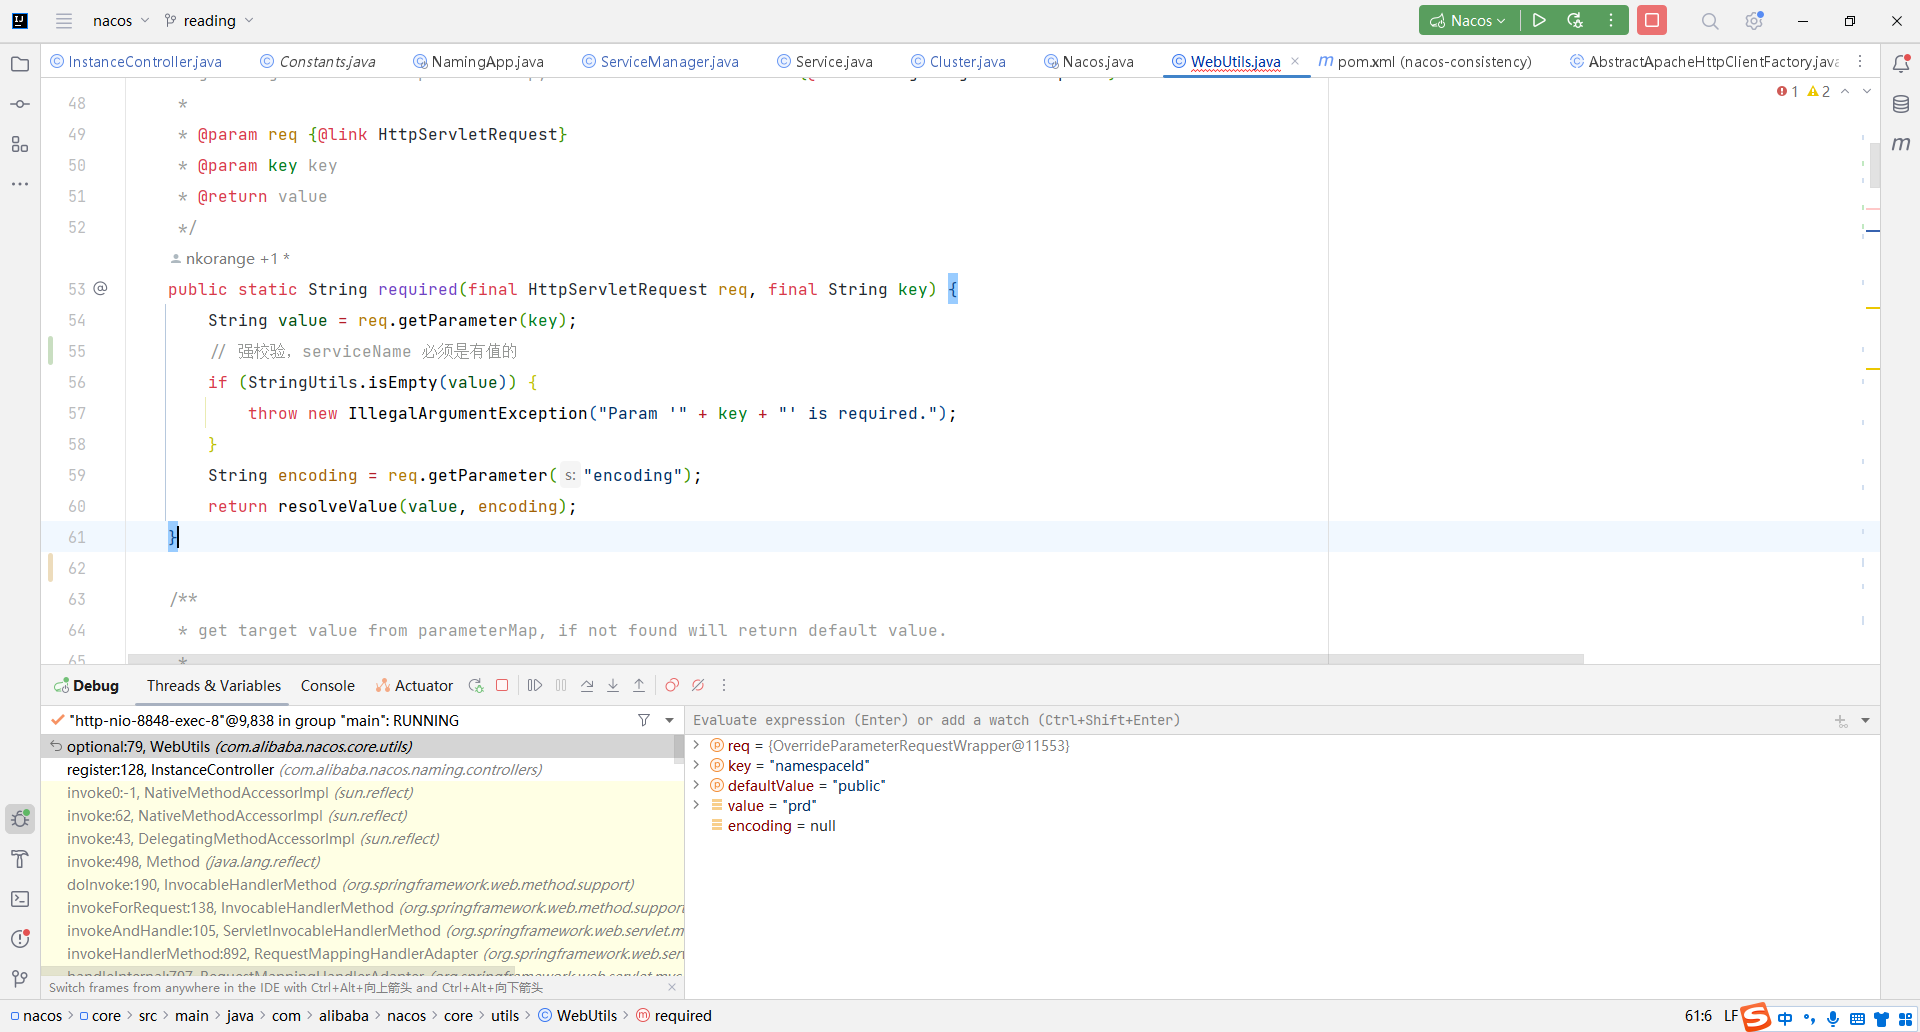 nacos reading Nacos
InstanceController.java Constants.java NamingApp.java ServiceManager.java Service.java Cluster.java Nacos.java WebUtils.java pom.xml (nacos-consistency) AbstractApacheHttpClientFactory.java
1 2
48 *
49 * @param req {@link HttpServletRequest}
50 * @param key key
51 * @return value
52 */
nkorange +1 *
53 public static String required(final HttpServletRequest req, final String key) {
54 String value = req.getParameter(key);
55 // 强校验，serviceName 必须是有值的
56 if (StringUtils.isEmpty(value)) {
57 throw new IllegalArgumentException("Param '" + key + "' is required.");
58 }
59 String encoding = req.getParameter( s: "encoding");
60 return resolveValue(value, encoding);
61 }
62
63 /**
64 * get target value from parameterMap, if not found will return default value.
65 *
Debug Threads & Variables Console Actuator
"http-nio-8848-exec-8"@9,838 in group "main": RUNNING
optional:79, WebUtils (com.alibaba.nacos.core.utils)
register:128, InstanceController (com.alibaba.nacos.naming.controllers)
invoke0:-1, NativeMethodAccessorImpl (sun.reflect)
invoke:62, NativeMethodAccessorImpl (sun.reflect)
invoke:43, DelegatingMethodAccessorImpl (sun.reflect)
invoke:498, Method (java.lang.reflect)
doInvoke:190, InvocableHandlerMethod (org.springframework.web.method.support)
invokeForRequest:138, InvocableHandlerMethod (org.springframework.web.method.support
invokeAndHandle:105, ServletInvocableHandlerMethod (org.springframework.web.servlet.m
invokeHandlerMethod:892, RequestMappingHandlerAdapter (org.springframework.web.serv
handleInternal:797, RequestMappingHandlerAdapter (org.springframework.web.servlet.mvc
Switch frames from anywhere in the IDE with Ctrl+Alt+向上箭头 and Ctrl+Alt+向下箭头
Evaluate expression (Enter) or add a watch (Ctrl+Shift+Enter)
req = {OverrideParameterRequestWrapper@11553}
key = "namespaceId"
defaultValue = "public"
value = "prd"
encoding = null
nacos > core > src > main > java > com > alibaba > nacos > core > utils > WebUtils > required
61:6 LF 中